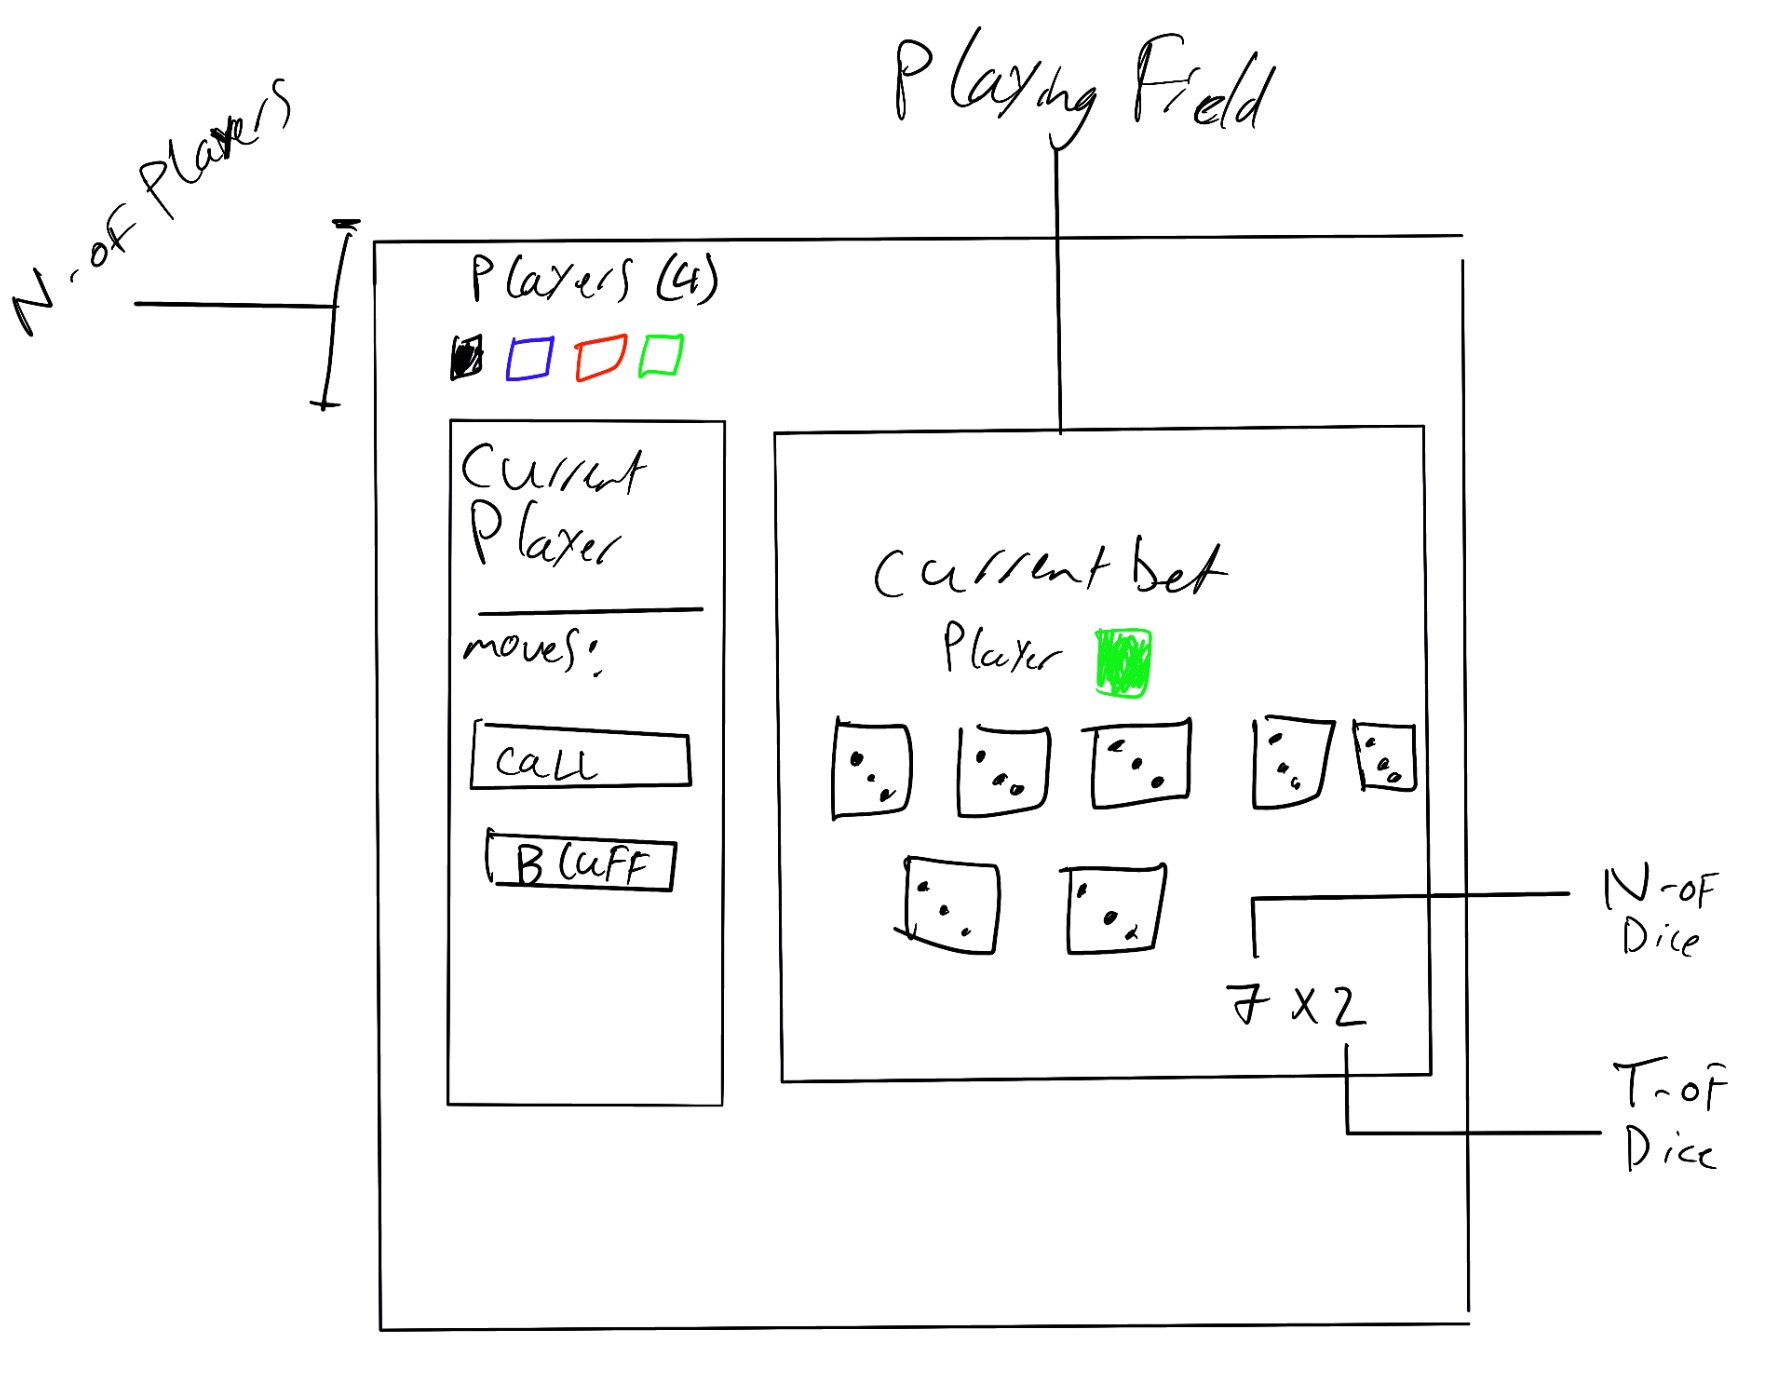 Playing Field
N-of Players
Players (4)
Current
Player
moves:
Call
Bluff
Current bet
Player
7 x 2
N-of
Dice
T-of
Dice